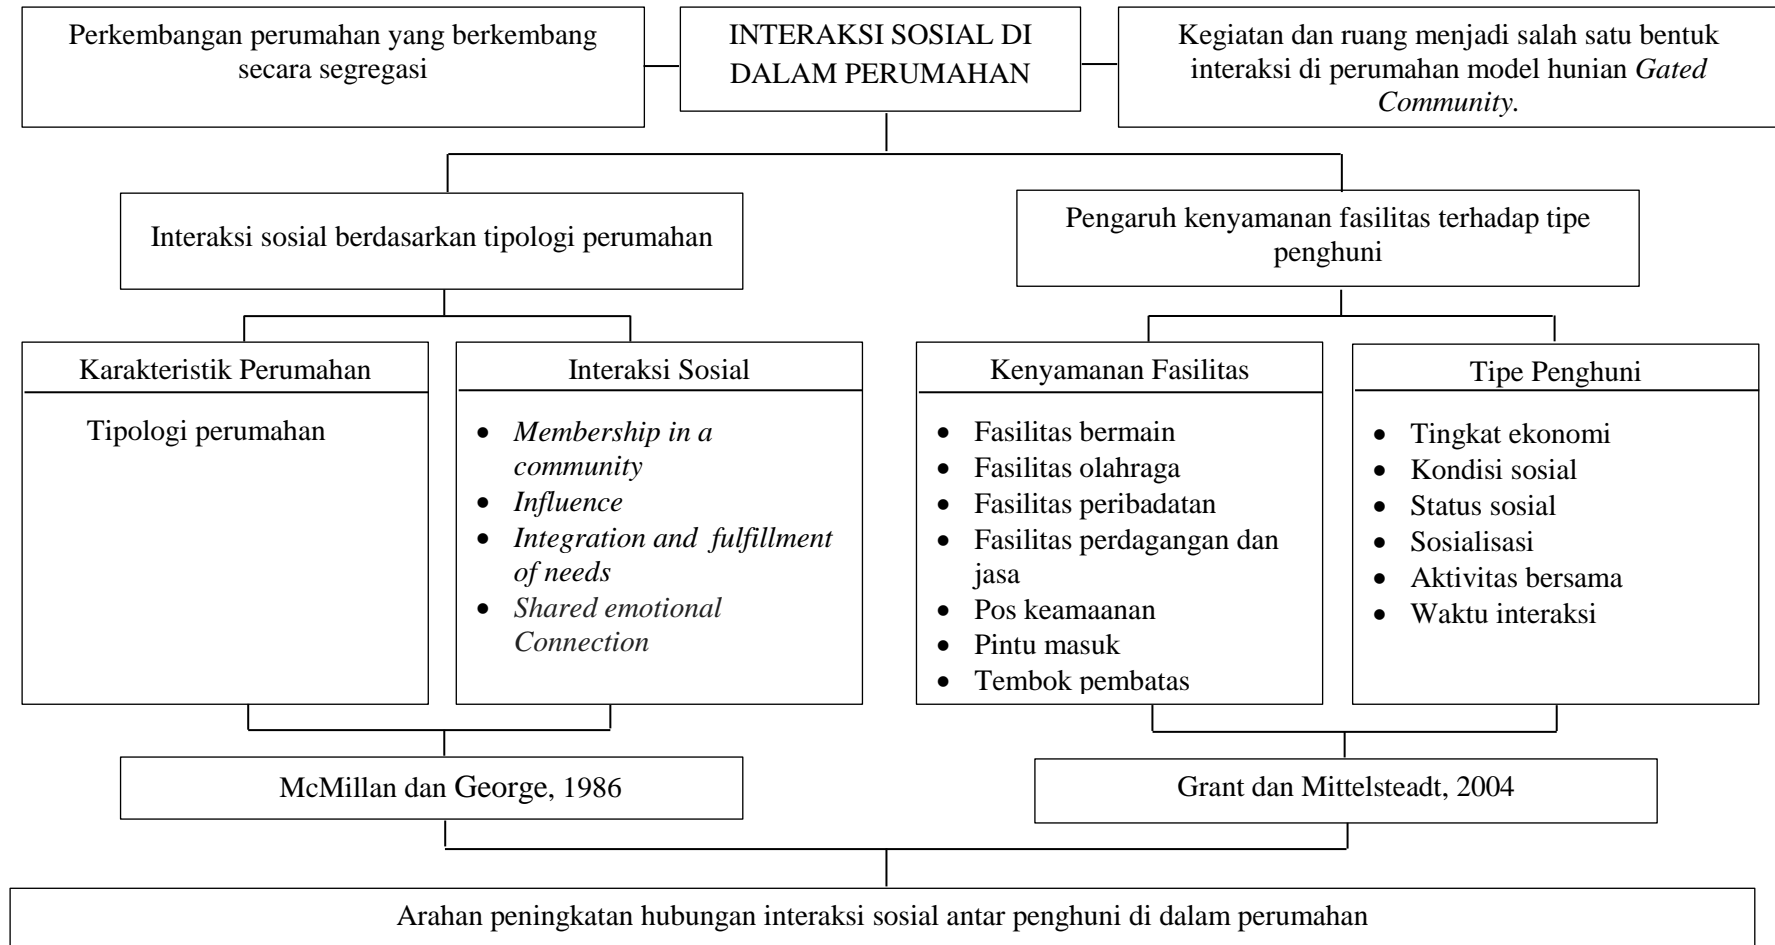 Perkembangan perumahan yang berkembang
secara segregasi
INTERAKSI SOSIAL DI
DALAM PERUMAHAN
Kegiatan dan ruang menjadi salah satu bentuk
interaksi di perumahan model hunian Gated
Community.
Interaksi sosial berdasarkan tipologi perumahan
Pengaruh kenyamanan fasilitas terhadap tipe
penghuni
Karakteristik Perumahan
Tipologi perumahan
Interaksi Sosial
• Membership in a
community
• Influence
• Integration and fulfillment
of needs
• Shared emotional
Connection
Kenyamanan Fasilitas
• Fasilitas bermain
• Fasilitas olahraga
• Fasilitas peribadatan
• Fasilitas perdagangan dan
jasa
• Pos keamaanan
• Pintu masuk
• Tembok pembatas
Tipe Penghuni
• Tingkat ekonomi
• Kondisi sosial
• Status sosial
• Sosialisasi
• Aktivitas bersama
• Waktu interaksi
McMillan dan George, 1986
Grant dan Mittelsteadt, 2004
Arahan peningkatan hubungan interaksi sosial antar penghuni di dalam perumahan